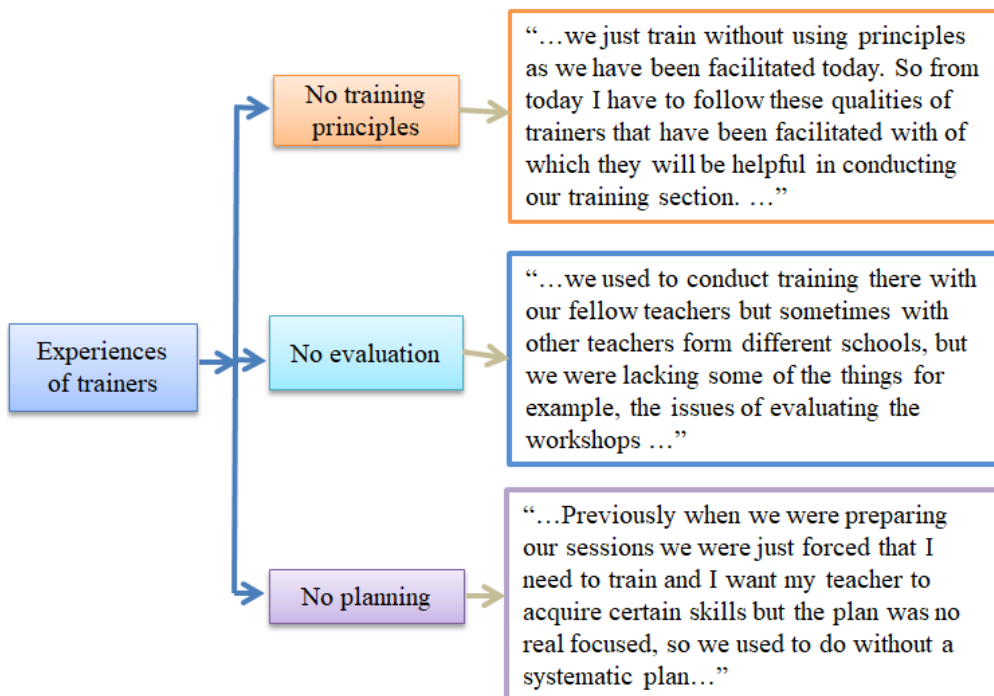 Experiences
of trainers
No training
principles
“…we just train without using principles
as we have been facilitated today. So from
today I have to follow these qualities of
trainers that have been facilitated with of
which they will be helpful in conducting
our training section. …”
No evaluation
“…we used to conduct training there with
our fellow teachers but sometimes with
other teachers form different schools, but
we were lacking some of the things for
example, the issues of evaluating the
workshops …”
No planning
“…Previously when we were preparing
our sessions we were just forced that I
need to train and I want my teacher to
acquire certain skills but the plan was no
real focused, so we used to do without a
systematic plan…”